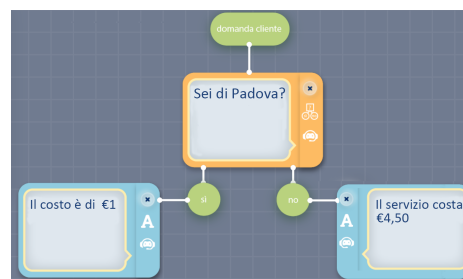 domanda cliente
Sei di Padova?
sì
no
Il costo è di €1
A
Il servizio costa
€4,50
A